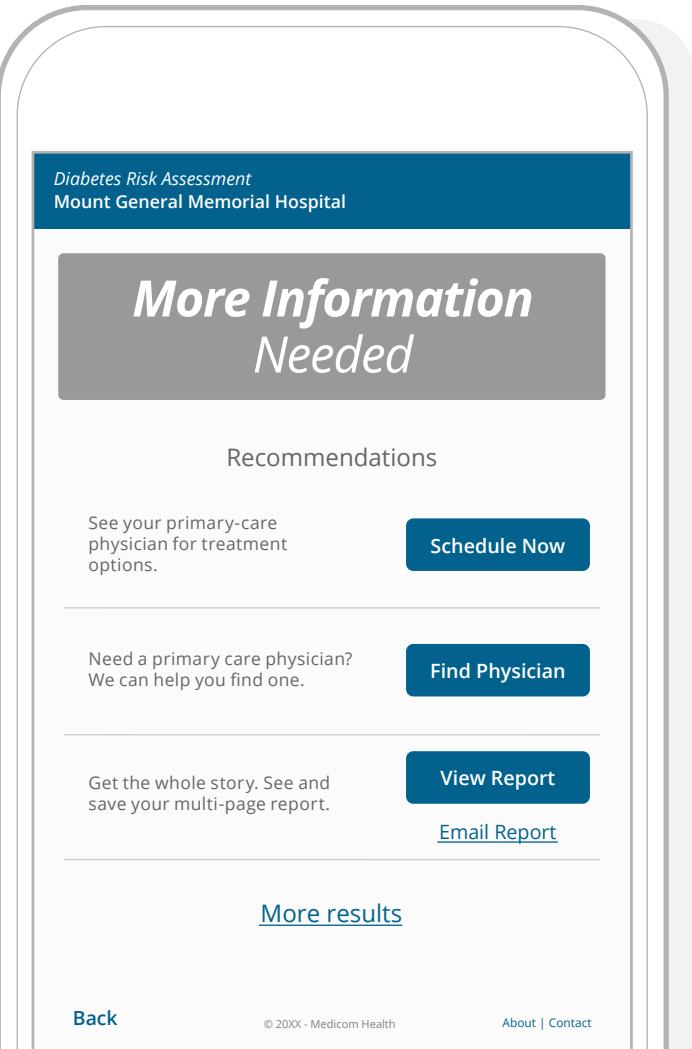 Diabetes Risk Assessment
Mount General Memorial Hospital
More Information
Needed
Recommendations
See your primary-care
physician for treatment
options.
Schedule Now
Need a primary care physician?
We can help you find one.
Find Physician
Get the whole story. See and
save your multi-page report.
View Report
Email Report
More results
Back
© 20XX - Medicom Health
About | Contact